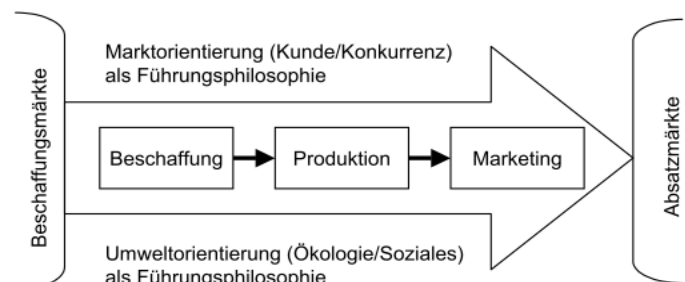 Beschaffungsmärkte
Marktorientierung (Kunde/Konkurrenz)
als Führungsphilosophie
Beschaffung
Produktion
Marketing
Umweltorientierung (Ökologie/Soziales)
als Führungsphilosophie
Absatzmärkte